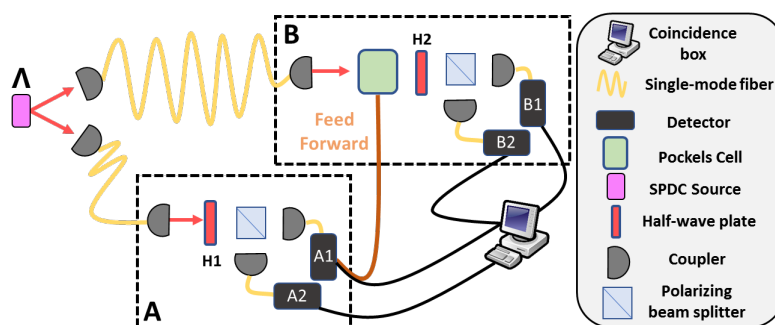 Λ
B
H2
B1
B2
Feed
Forward
H1
A1
A2
A
Coincidence
box
Single-mode fiber
Detector
Pockels Cell
SPDC Source
Half-wave plate
Coupler
Polarizing
beam splitter